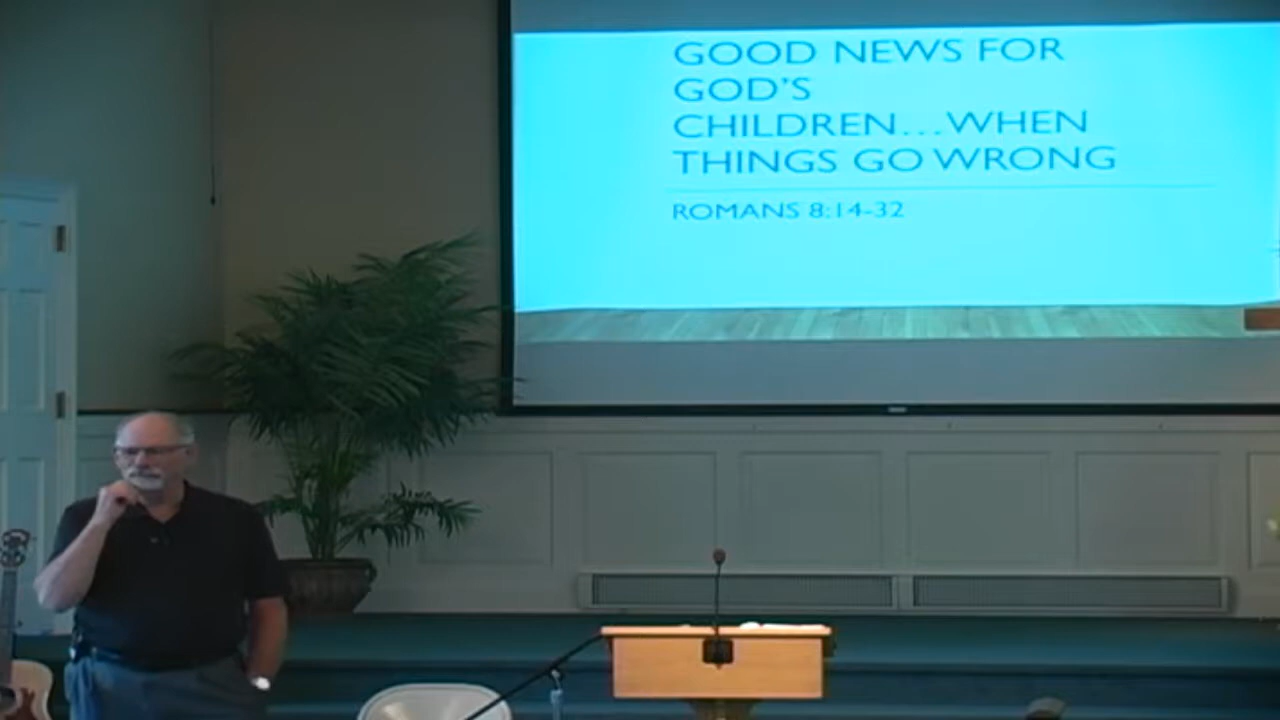 GOOD NEWS FOR
GOD'S
CHILDREN...WHEN
THINGS GO WRONG
ROMANS 8:14-32